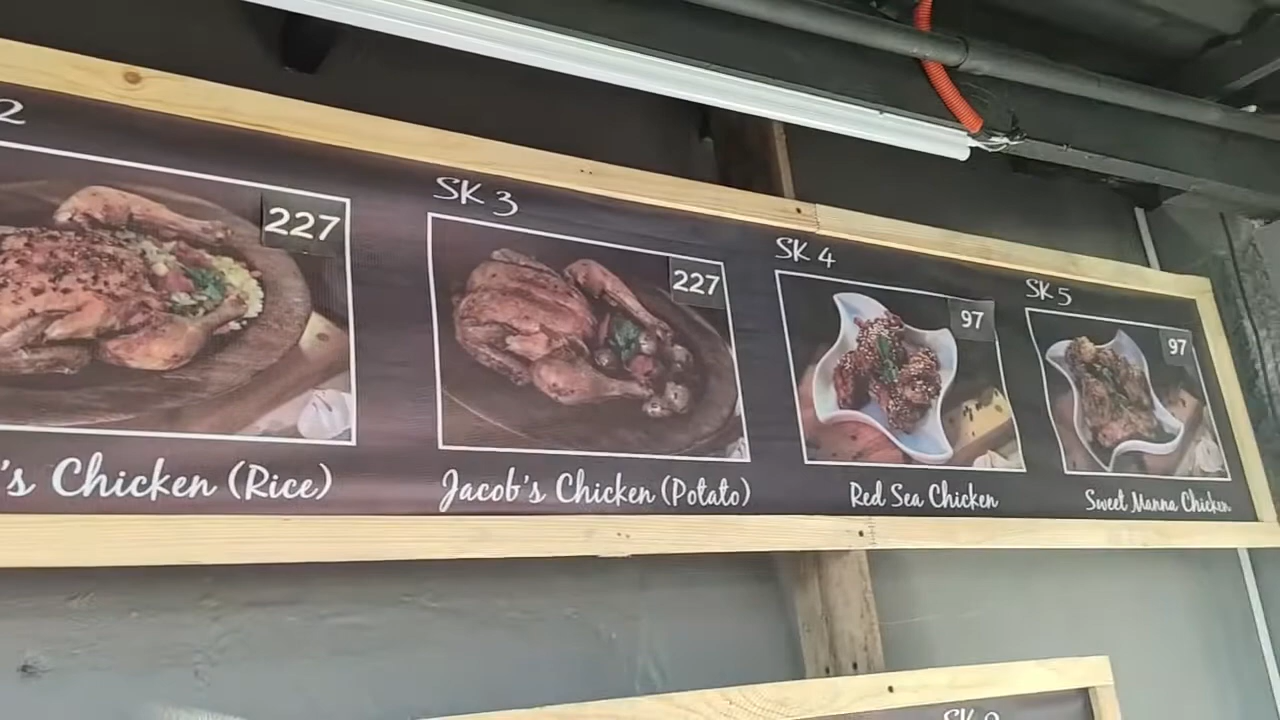 2
227
's Chicken (Rice)
SK 3
227
Jacob's Chicken (Potato)
SK 4
97
Red Sea Chicken
SK 5
97
Sweet Manna Chicken